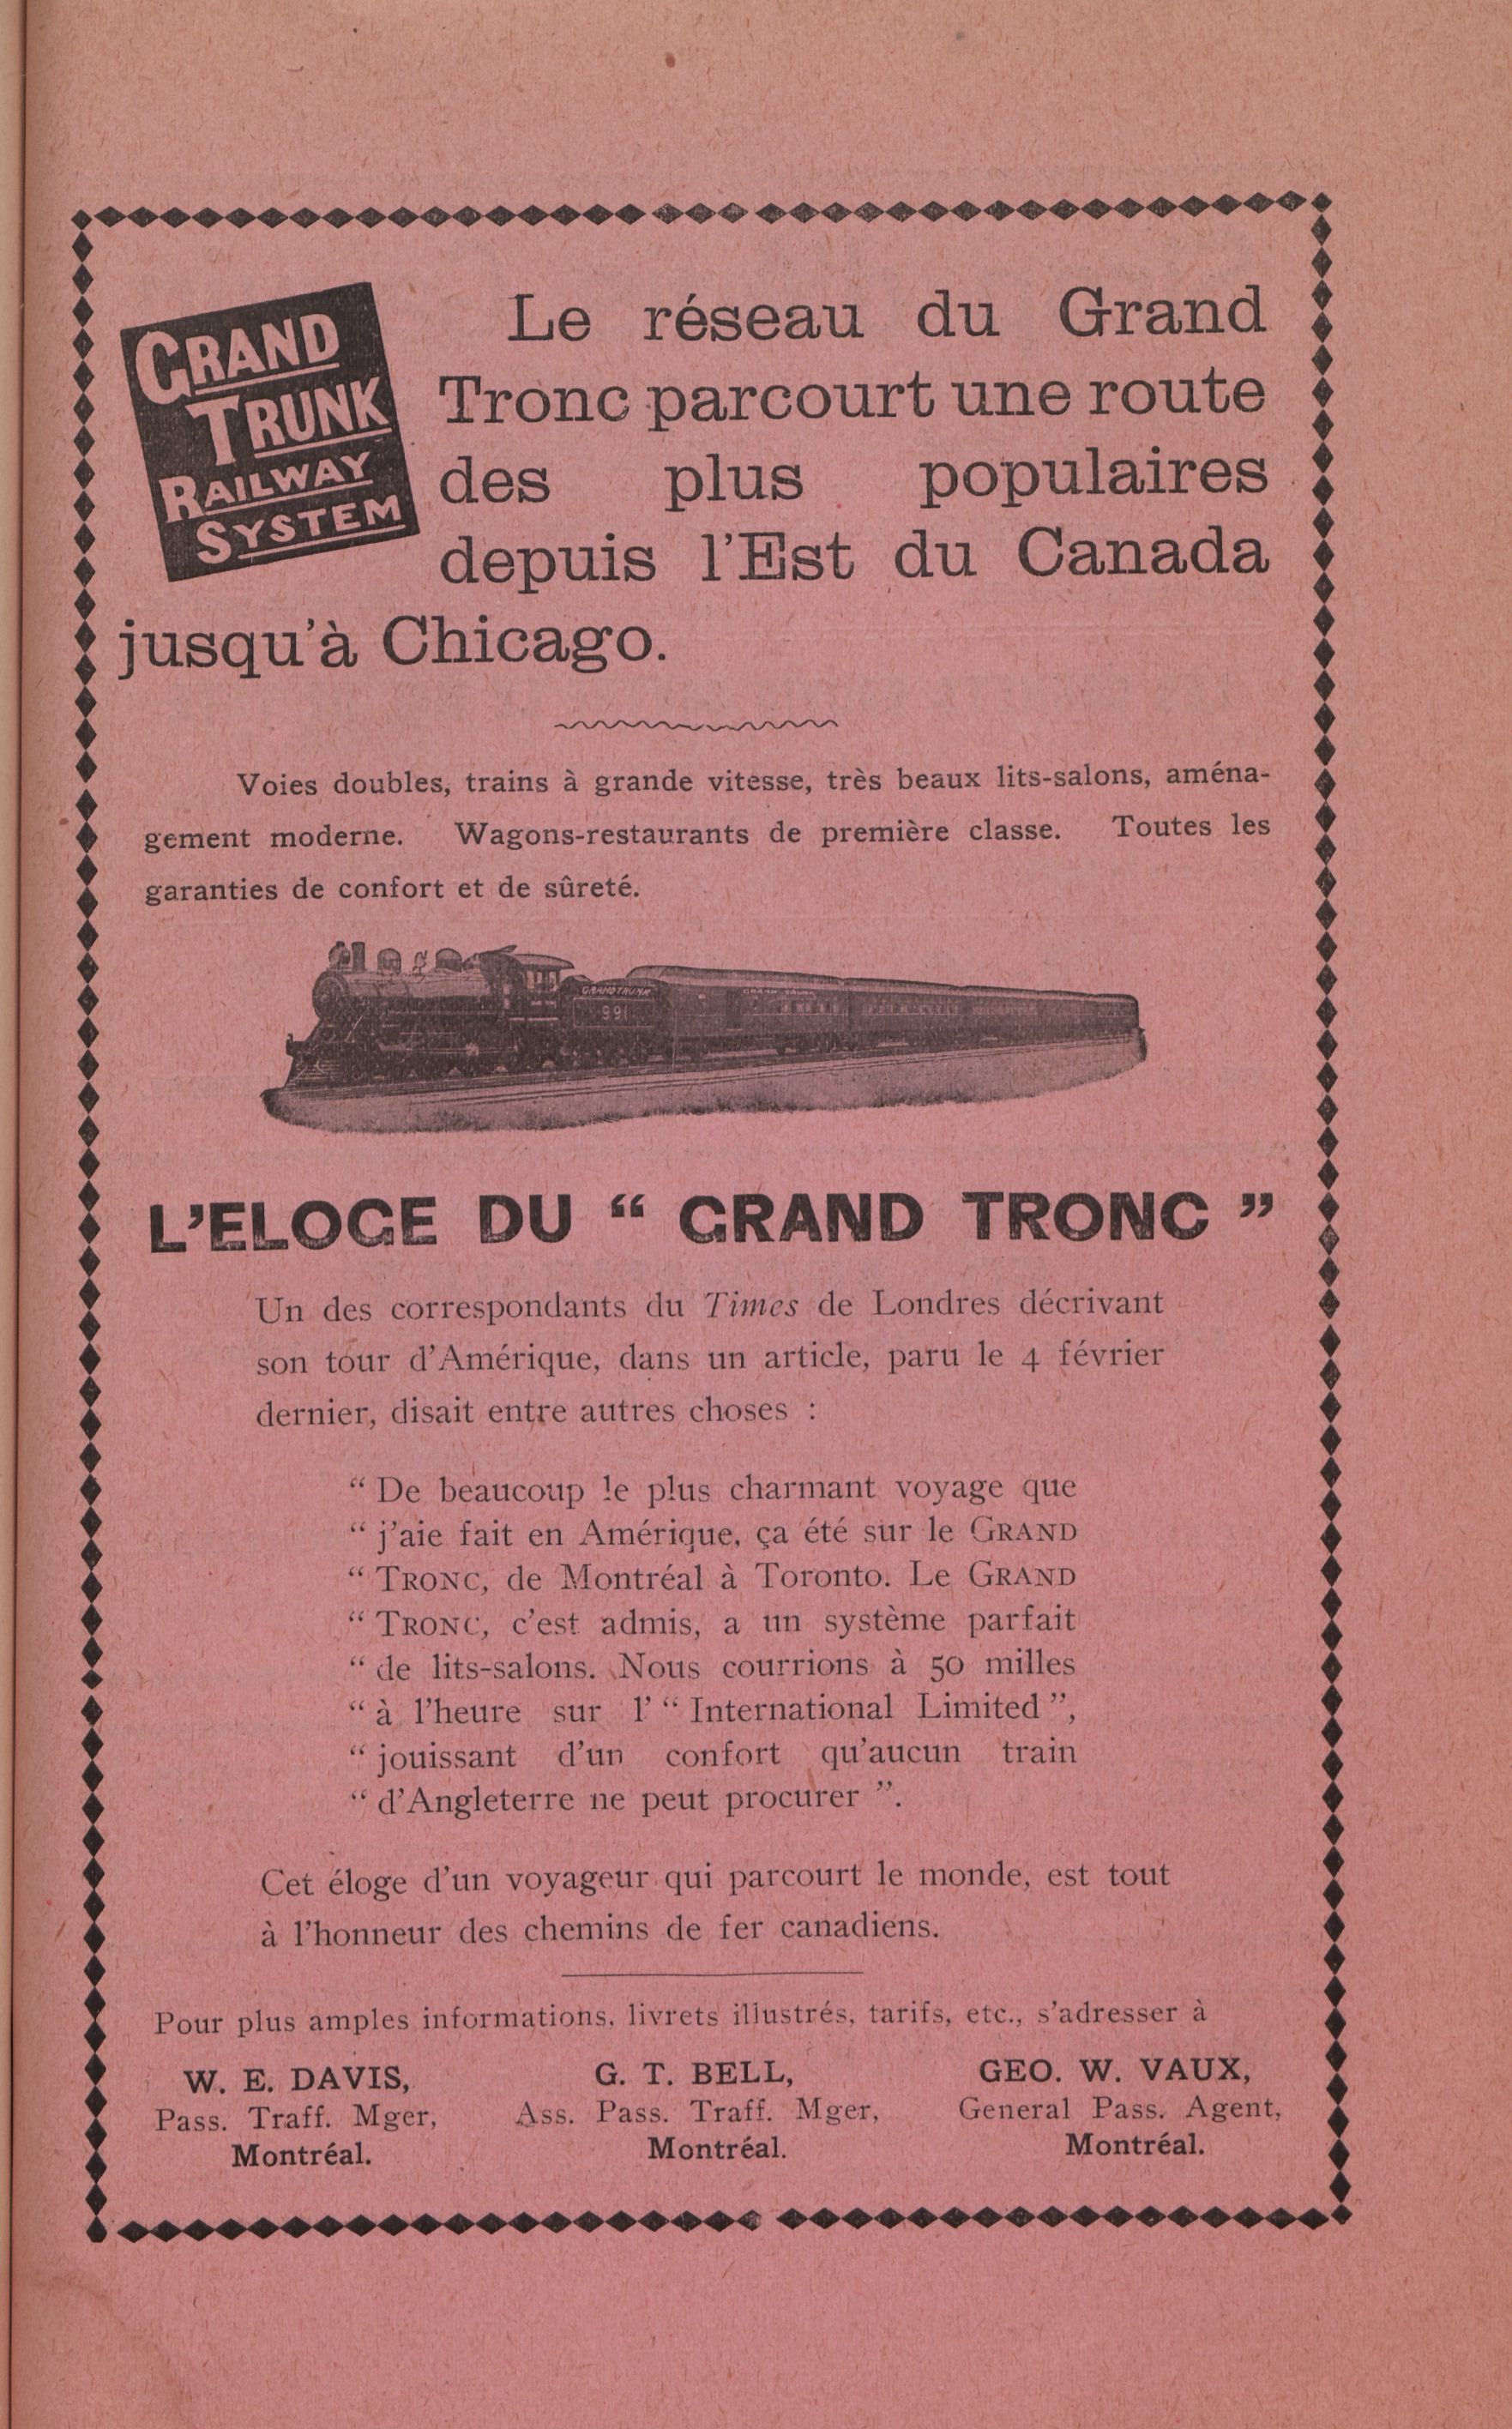 GRAND
TRUNK
RAILWAY
SYSTEM
Le réseau du Grand
Tronc parcourt une route
des plus populaires
depuis l'Est du Canada
jusqu'à Chicago.
Voies doubles, trains à grande vitesse, très beaux lits-salons, aména-
gement moderne. Wagons-restaurants de première classe. Toutes les
garanties de confort et de sûreté.
GRAND TRUNK
GRAND TRUNK
991
L'ELOGE DU “ GRAND TRONC ”
Un des correspondants du Times de Londres décrivant
son tour d'Amérique, dans un article, paru le 4 février
dernier, disait entre autres choses :
“ De beaucoup le plus charmant voyage que
“ j'aie fait en Amérique, ça été sur le GRAND
“ TRONC, de Montréal à Toronto. Le GRAND
“ TRONC, c'est admis, a un système parfait
“ de lits-salons. Nous courrions à 50 milles
“ à l'heure sur l' “ International Limited ”,
“ jouissant d'un confort qu'aucun train
“ d'Angleterre ne peut procurer ”.
Cet éloge d'un voyageur qui parcourt le monde, est tout
à l'honneur des chemins de fer canadiens.
Pour plus amples informations, livrets illustrés, tarifs, etc., s'adresser à
W. E. DAVIS, G. T. BELL, GEO. W. VAUX,
Pass. Traff. Mger, Ass. Pass. Traff. Mger, General Pass. Agent,
Montréal. Montréal. Montréal.